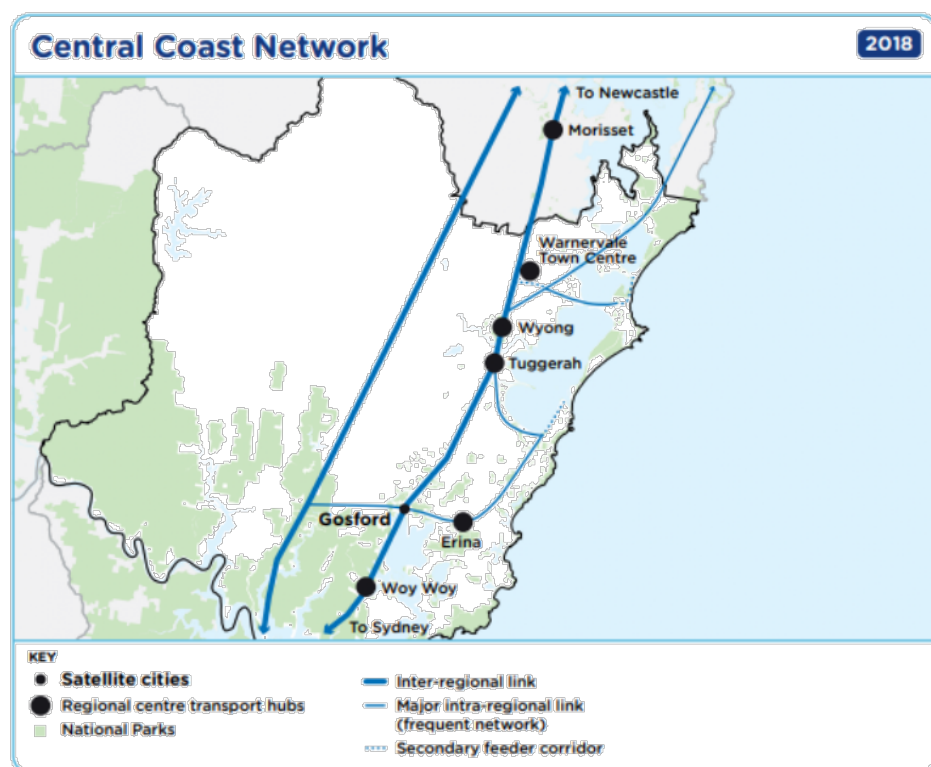 Central Coast Network
2018
To Newcastle
Morisset
Warnervale
Town Centre
Wyong
Tuggerah
Gosford
Erina
Woy Woy
To Sydney
KEY
Satellite cities
Regional centre transport hubs
National Parks
Inter-regional link
Major intra-regional link
(frequent network)
Secondary feeder corridor